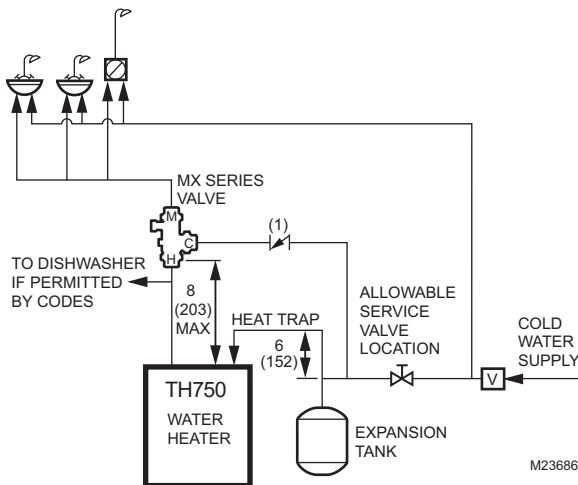 MX SERIES
VALVE
M
(1)
C
H
TO DISHWASHER
IF PERMITTED
BY CODES
8
(203)
MAX
HEAT TRAP
6
(152)
ALLOWABLE
SERVICE
VALVE
LOCATION
COLD
WATER
SUPPLY
V
TH750
WATER
HEATER
EXPANSION
TANK
M23686